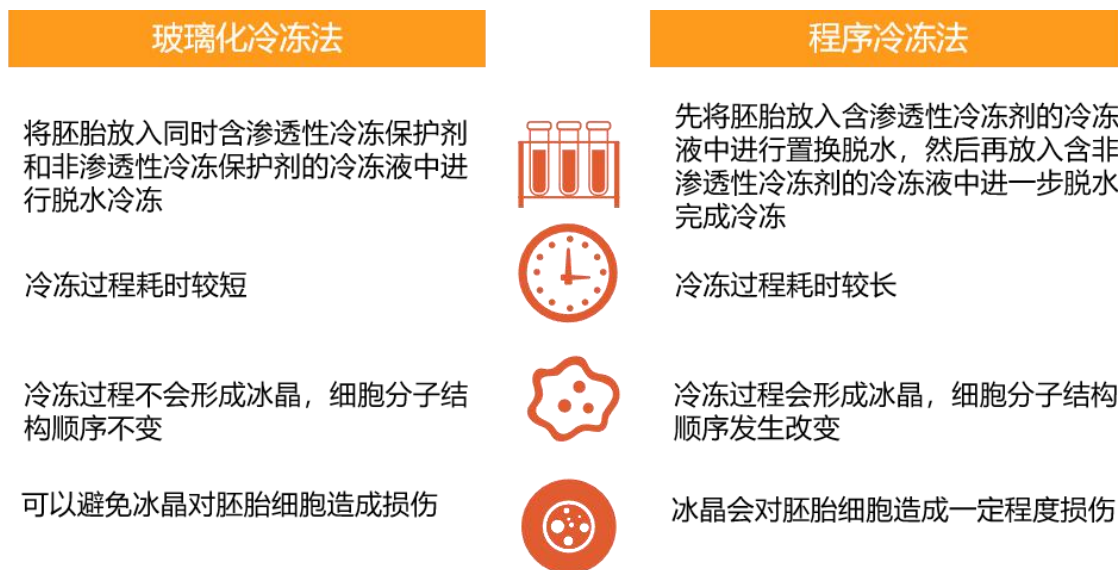 玻璃化冷冻法
程序冷冻法
将胚胎放入同时含渗透性冷冻保护剂
和非渗透性冷冻保护剂的冷冻液中进
行脱水冷冻
先将胚胎放入含渗透性冷冻剂的冷冻
液中进行置换脱水，然后再放入含非
渗透性冷冻剂的冷冻液中进一步脱水
完成冷冻
冷冻过程耗时较短
冷冻过程耗时较长
冷冻过程不会形成冰晶，细胞分子结
构顺序不变
冷冻过程会形成冰晶，细胞分子结构
顺序发生改变
可以避免冰晶对胚胎细胞造成损伤
冰晶会对胚胎细胞造成一定程度损伤